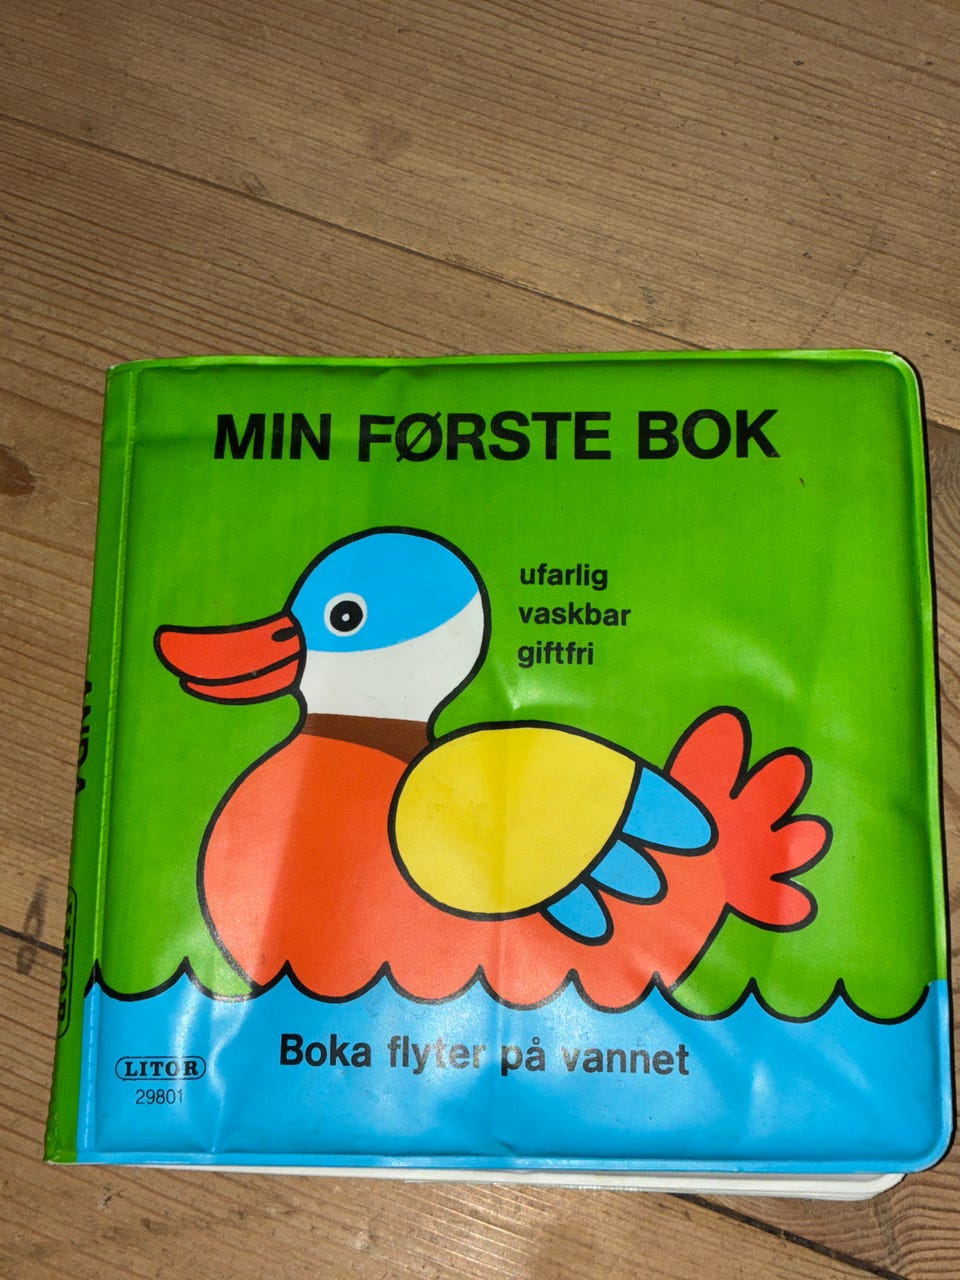 MIN FØRSTE BOK
ufarlig
vaskbar
giftfri
Boka flyter på vannet
LITOR
29801